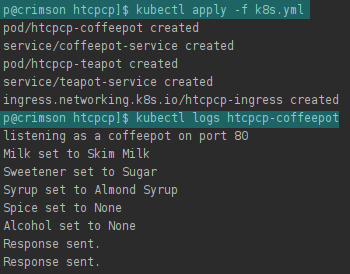 p@crimson htcpcp]$ kubectl apply -f k8s.yml
pod/htcpcp-coffeepot created
service/coffeepot-service created
pod/htcpcp-teapot created
service/teapot-service created
ingress.networking.k8s.io/htcpcp-ingress created
p@crimson htcpcp]$ kubectl logs htcpcp-coffeepot
listening as a coffeepot on port 80
Milk set to Skim Milk
Sweetener set to Sugar
Syrup set to Almond Syrup
Spice set to None
Alcohol set to None
Response sent.
Response sent.